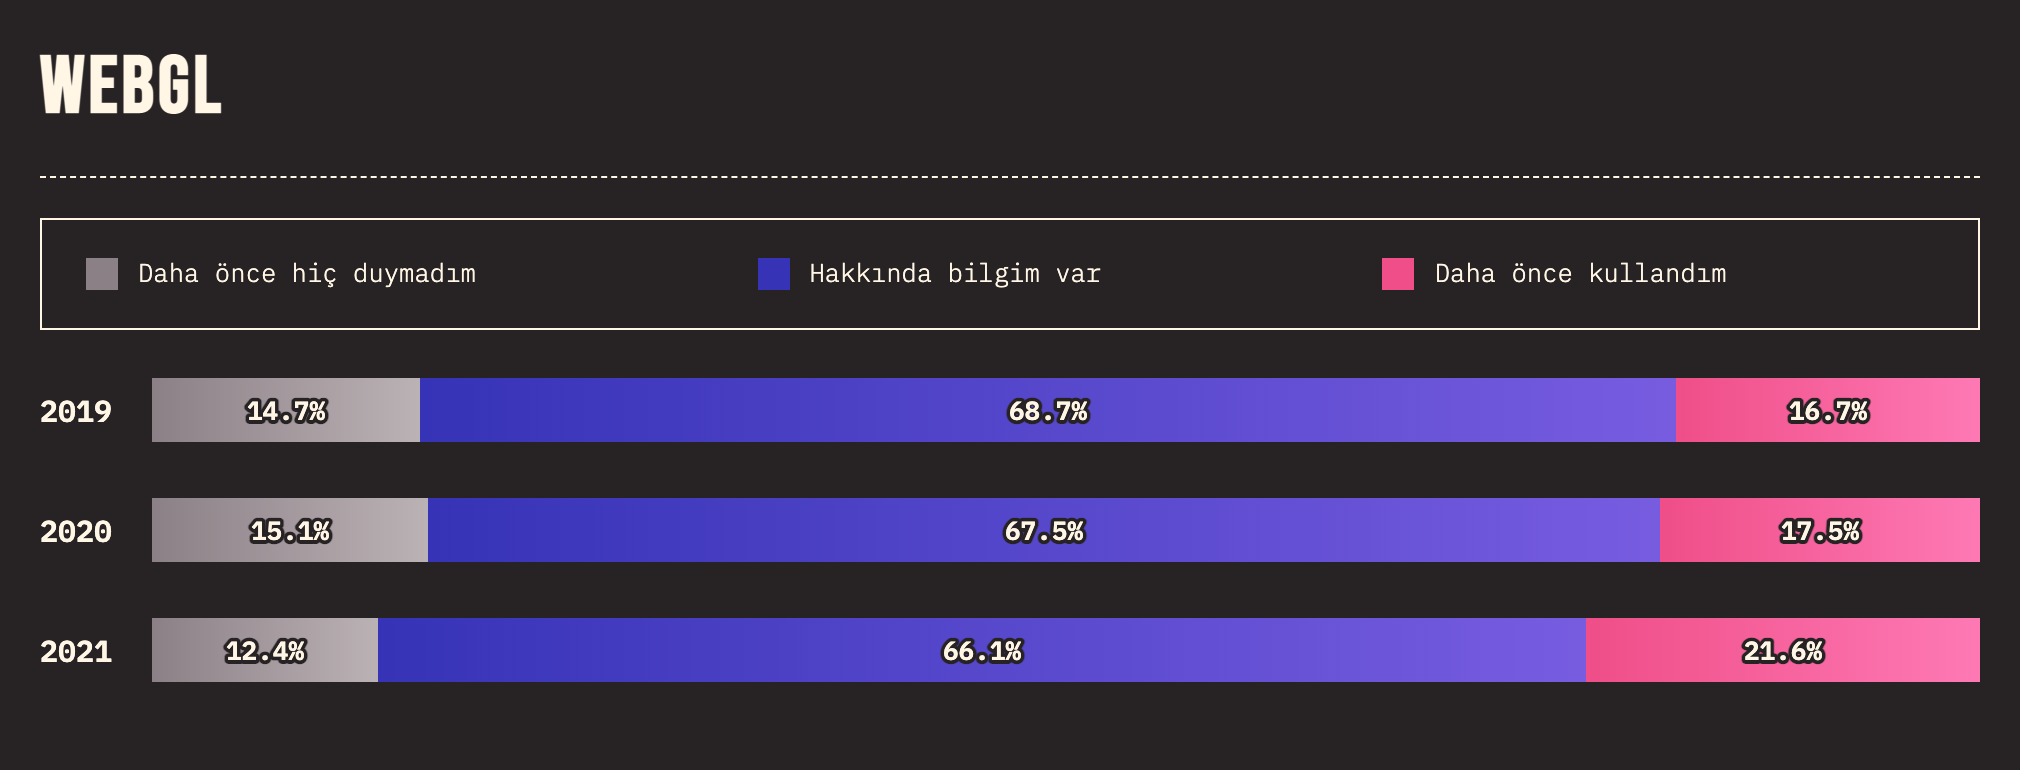 WEBGL
Daha önce hiç duymadım Hakkında bilgim var Daha önce kullandım
2019 14.7% 68.7% 16.7%
2020 15.1% 67.5% 17.5%
2021 12.4% 66.1% 21.6%